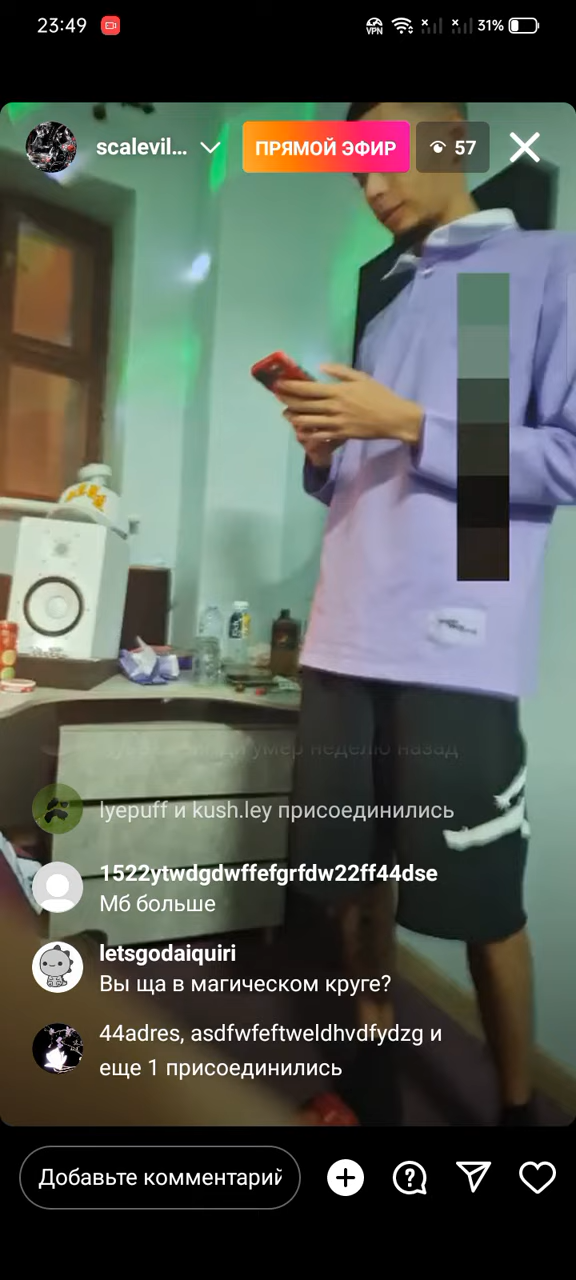 23:49
VPN
31%
scalevil...
ПРЯМОЙ ЭФИР
57
умер неделю назад
lyepuff и kush.ley присоединились
1522ytwdgdwffefgrfdw22ff44dse
Мб больше
letsgodaiquiri
Вы ща в магическом круге?
44adres, asdfwfeftweldhvdfydzg и
еще 1 присоединились
Добавьте комментарий